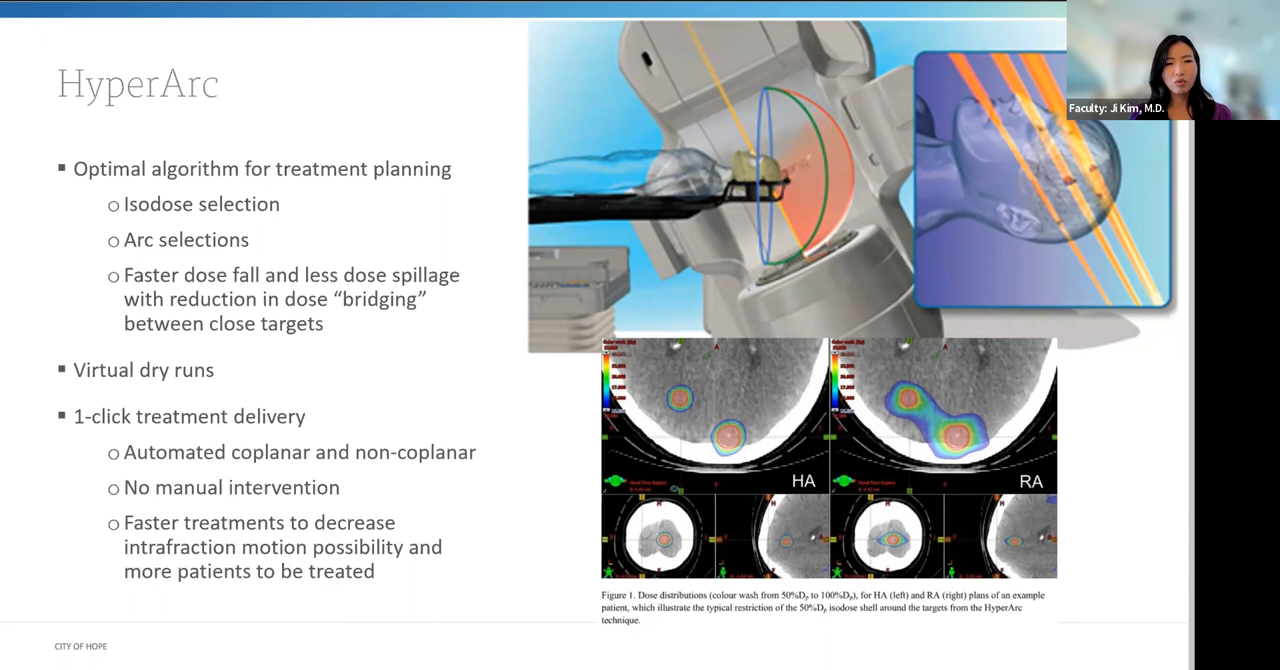 HyperArc
▪ Optimal algorithm for treatment planning
○ Isodose selection
○ Arc selections
○ Faster dose fall and less dose spillage
with reduction in dose “bridging”
between close targets
▪ Virtual dry runs
▪ 1-click treatment delivery
○ Automated coplanar and non-coplanar
○ No manual intervention
○ Faster treatments to decrease
intrafraction motion possibility and
more patients to be treated
CITY OF HOPE
Faculty: Ji Kim, M.D.
HA
RA
Figure 1. Dose distributions (colour wash from 50%Dp to 100%Dp), for HA (left) and RA (right) plans of an example
patient, which illustrate the typical restriction of the 50%Dp isodose shell around the targets from the HyperArc
technique.